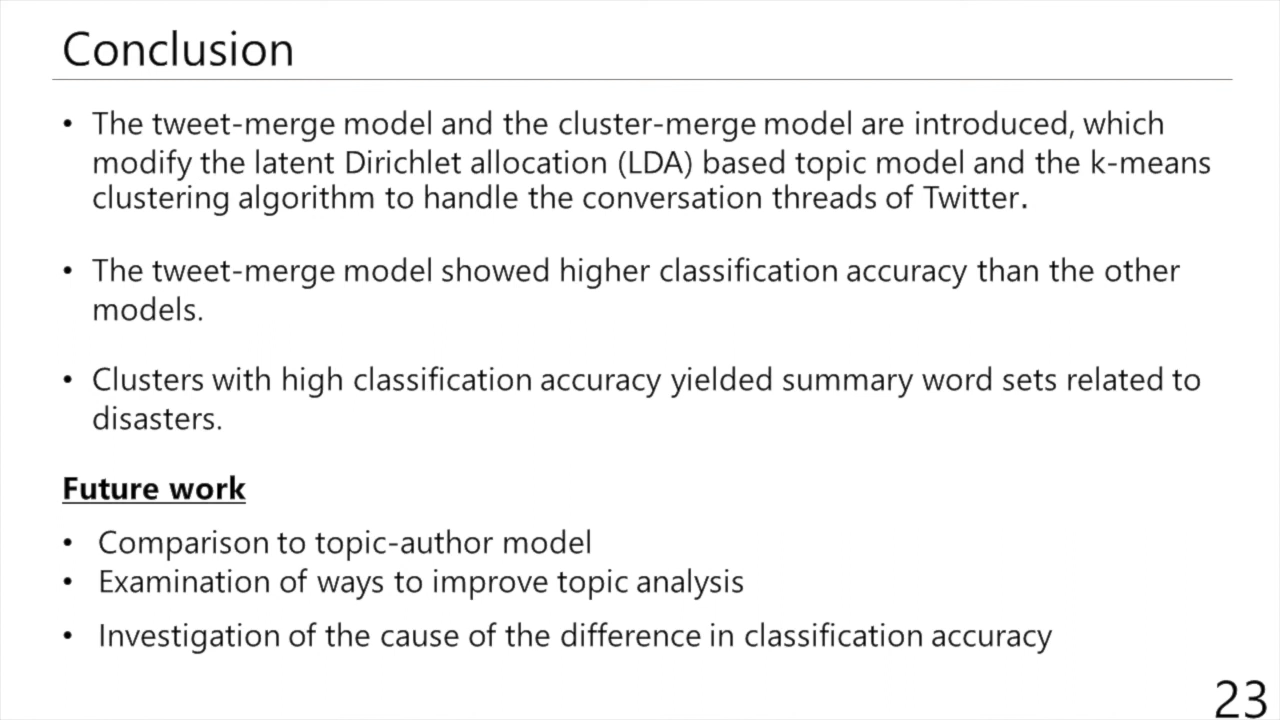 Conclusion
• The tweet-merge model and the cluster-merge model are introduced, which
modify the latent Dirichlet allocation (LDA) based topic model and the k-means
clustering algorithm to handle the conversation threads of Twitter.
• The tweet-merge model showed higher classification accuracy than the other
models.
• Clusters with high classification accuracy yielded summary word sets related to
disasters.
Future work
• Comparison to topic-author model
• Examination of ways to improve topic analysis
• Investigation of the cause of the difference in classification accuracy
23